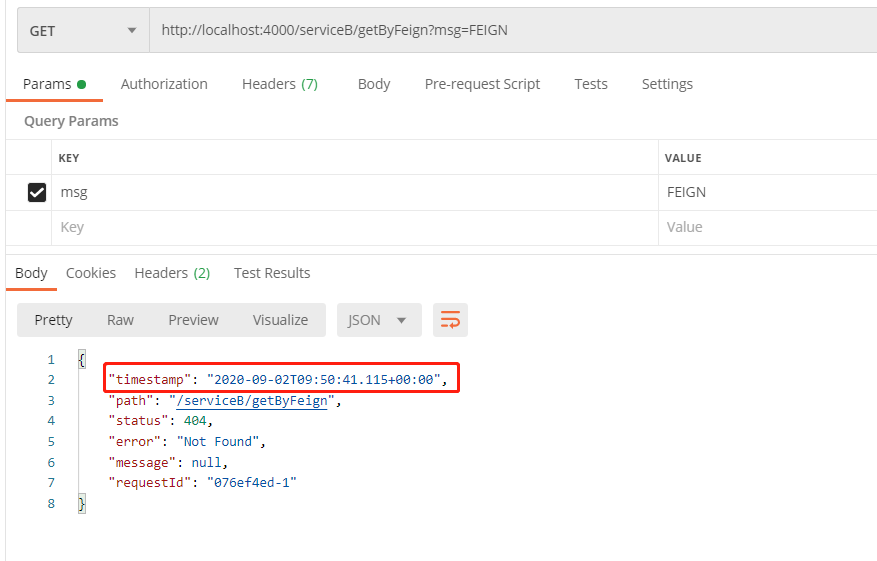 GET http://localhost:4000/serviceB/getByFeign?msg=FEIGN
Params Authorization Headers (7) Body Pre-request Script Tests Settings
Query Params
KEY VALUE
msg FEIGN
Key Value
Body Cookies Headers (2) Test Results
Pretty Raw Preview Visualize JSON
1 {
2 "timestamp": "2020-09-02T09:50:41.115+00:00",
3 "path": "/serviceB/getByFeign",
4 "status": 404,
5 "error": "Not Found",
6 "message": null,
7 "requestId": "076ef4ed-1"
8 }